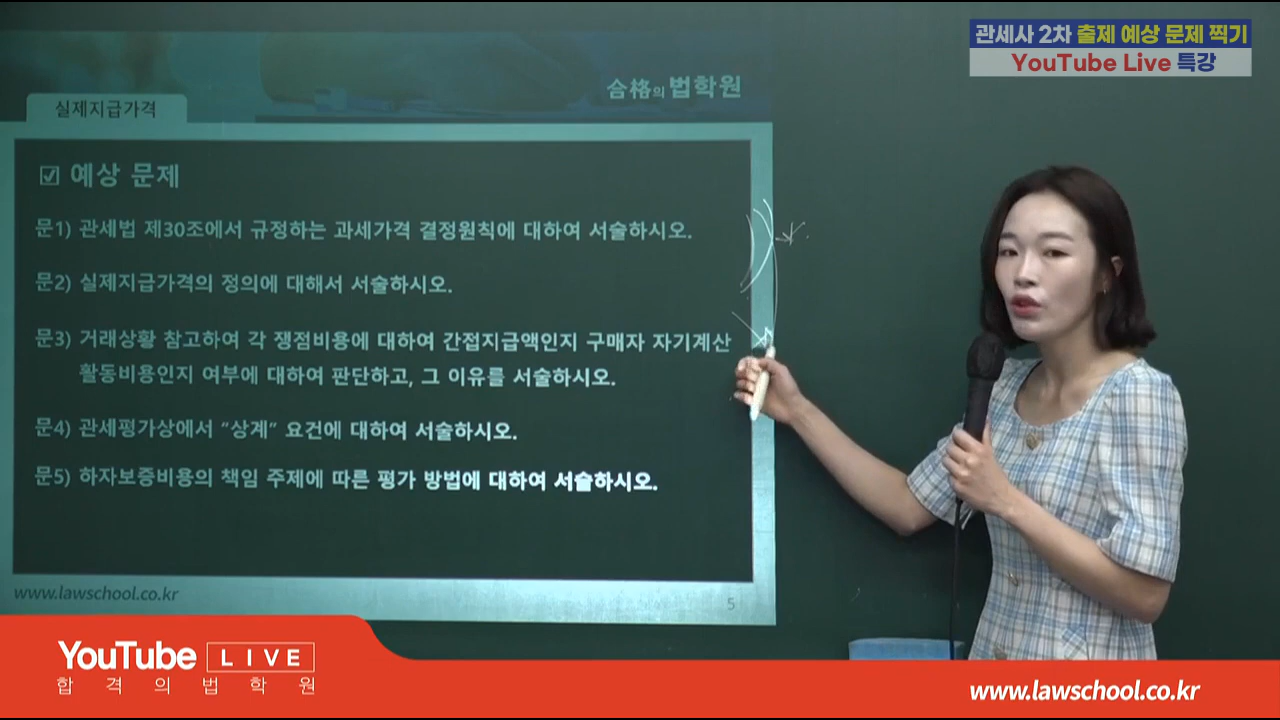 관세사 2차 출제 예상 문제 찍기
YouTube Live 특강
合格의 법학원
실제지급가격
☑ 예상 문제
문1) 관세법 제30조에서 규정하는 과세가격 결정원칙에 대하여 서술하시오.
문2) 실제지급가격의 정의에 대해서 서술하시오.
문3) 거래상황 참고하여 각 쟁점비용에 대하여 간접지급액인지 구매자 자기계산
활동비용인지 여부에 대하여 판단하고, 그 이유를 서술하시오.
문4) 관세평가상에서 “상계” 요건에 대하여 서술하시오.
문5) 하자보증비용의 책임 주제에 따른 평가 방법에 대하여 서술하시오.
www.lawschool.co.kr
5
YouTube LIVE
합격의법학원
www.lawschool.co.kr